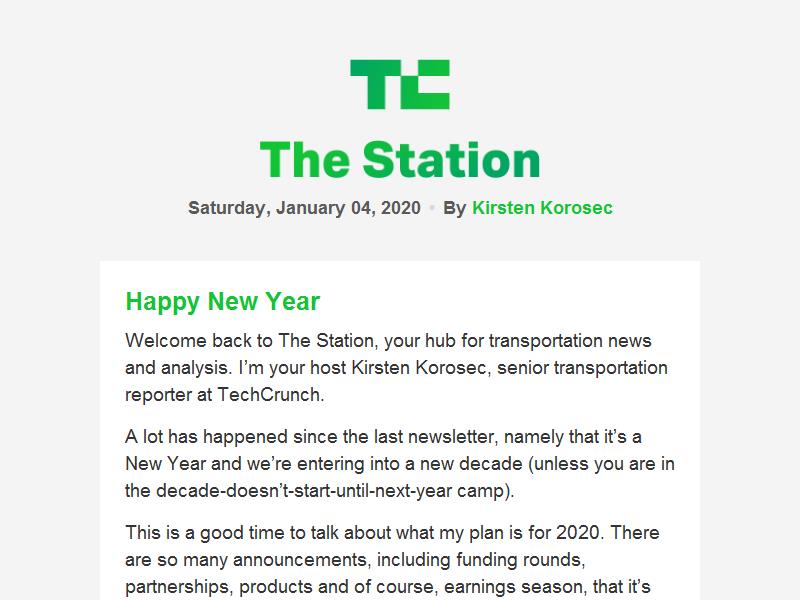 TC
The Station
Saturday, January 04, 2020 • By Kirsten Korosec
Happy New Year
Welcome back to The Station, your hub for transportation news
and analysis. I’m your host Kirsten Korosec, senior transportation
reporter at TechCrunch.
A lot has happened since the last newsletter, namely that it’s a
New Year and we’re entering into a new decade (unless you are in
the decade-doesn’t-start-until-next-year camp).
This is a good time to talk about what my plan is for 2020. There
are so many announcements, including funding rounds,
partnerships, products and of course, earnings season, that it’s